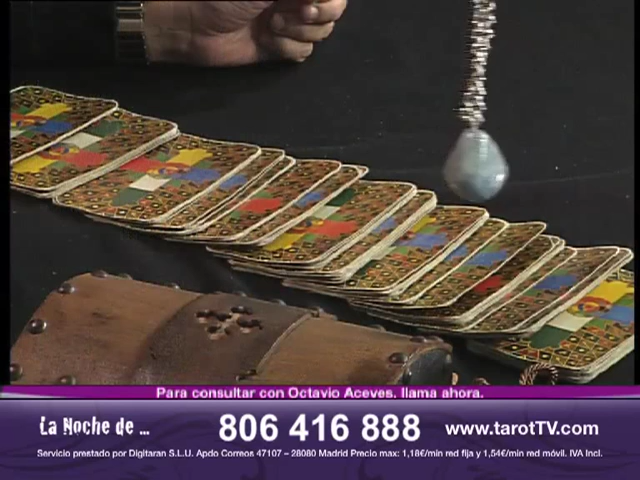 Para consultar con Octavio Aceves, llama ahora.
La Noche de ... 806 416 888 www.tarotTV.com
Servicio prestado por Digitaran S.L.U. Apdo Correos 47107 – 28080 Madrid Precio max: 1,18€/min red fija y 1,54€/min red móvil. IVA Incl.